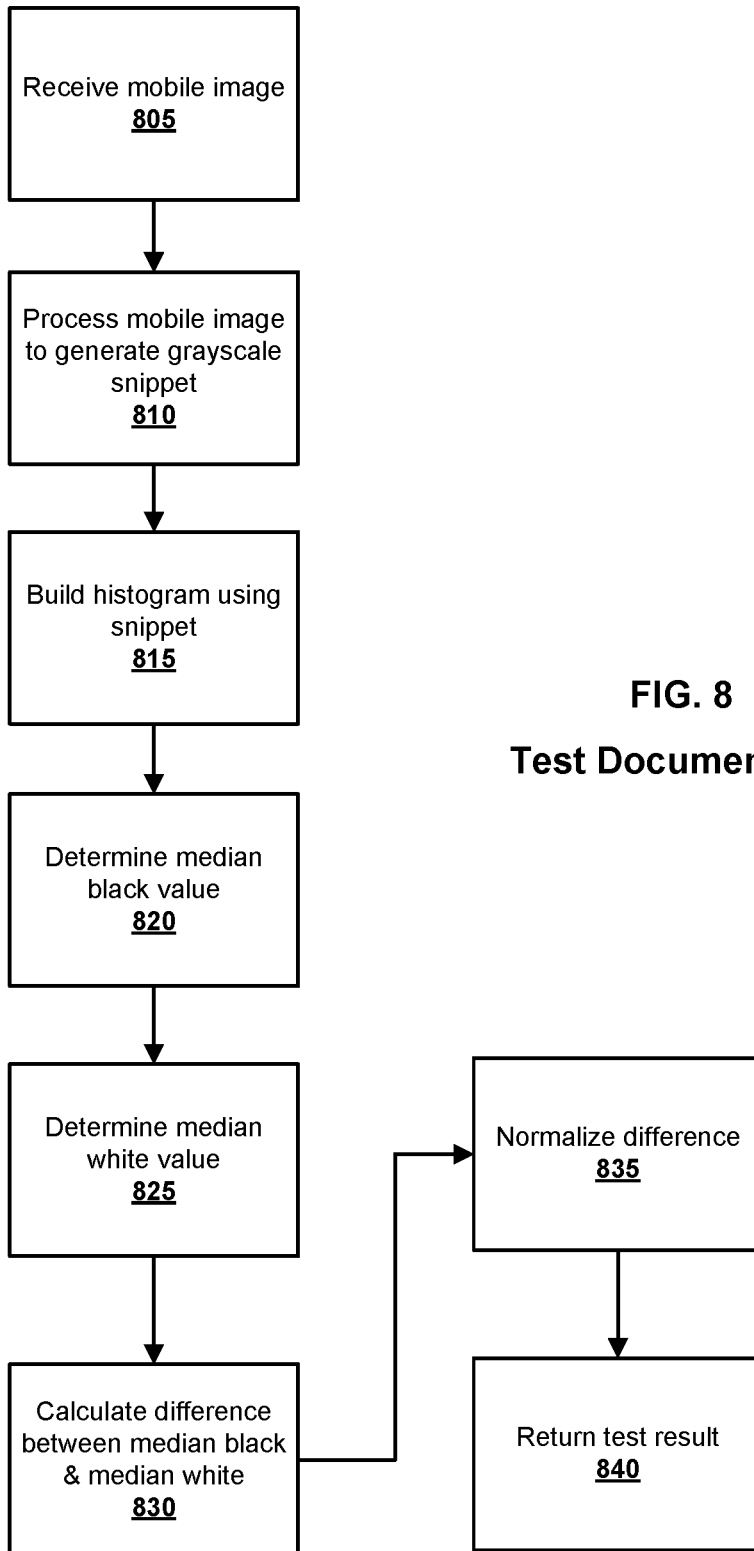 Receive mobile image
805
Process mobile image
to generate grayscale
snippet
810
Build histogram using
snippet
815
Determine median
black value
820
Determine median
white value
825
Calculate difference
between median black
& median white
830
FIG. 8
Test
Normalize difference
835
Return test result
840